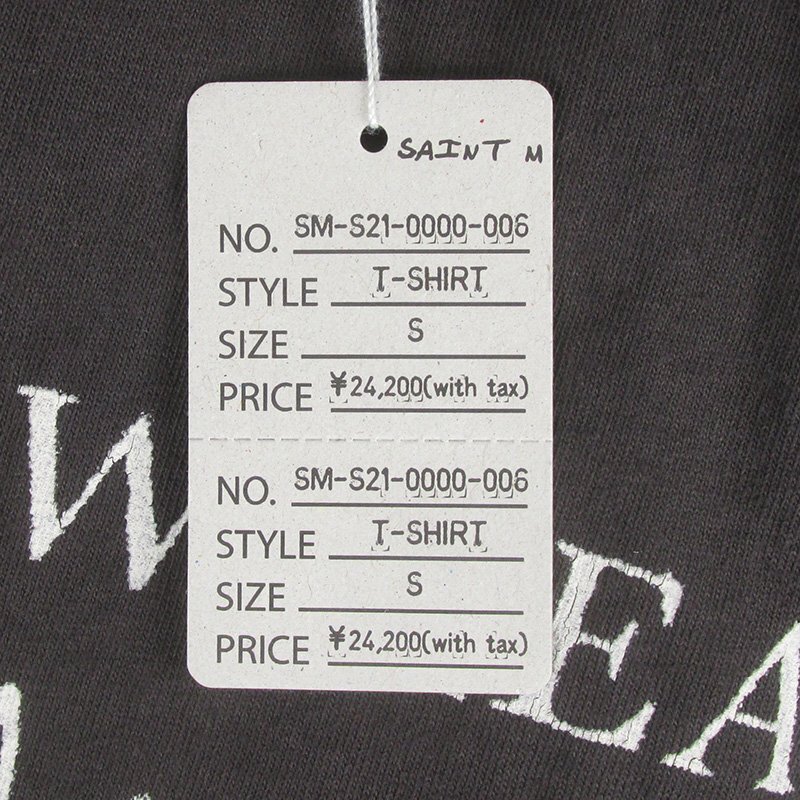 SAINT M
NO. SM-S21-0000-006
STYLE T-SHIRT
SIZE S
PRICE ¥24,200(with tax)
NO. SM-S21-0000-006
STYLE T-SHIRT
SIZE S
PRICE ¥24,200(with tax)
W EA